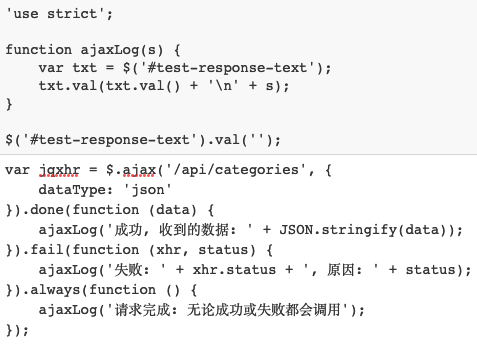 'use strict';
function ajaxLog(s) {
    var txt = $('#test-response-text');
    txt.val(txt.val() + '\n' + s);
}
$('#test-response-text').val('');
var jqxhr = $.ajax('/api/categories', {
    dataType: 'json'
}).done(function (data) {
    ajaxLog('成功, 收到的数据: ' + JSON.stringify(data));
}).fail(function (xhr, status) {
    ajaxLog('失败: ' + xhr.status + ', 原因: ' + status);
}).always(function () {
    ajaxLog('请求完成: 无论成功或失败都会调用');
});